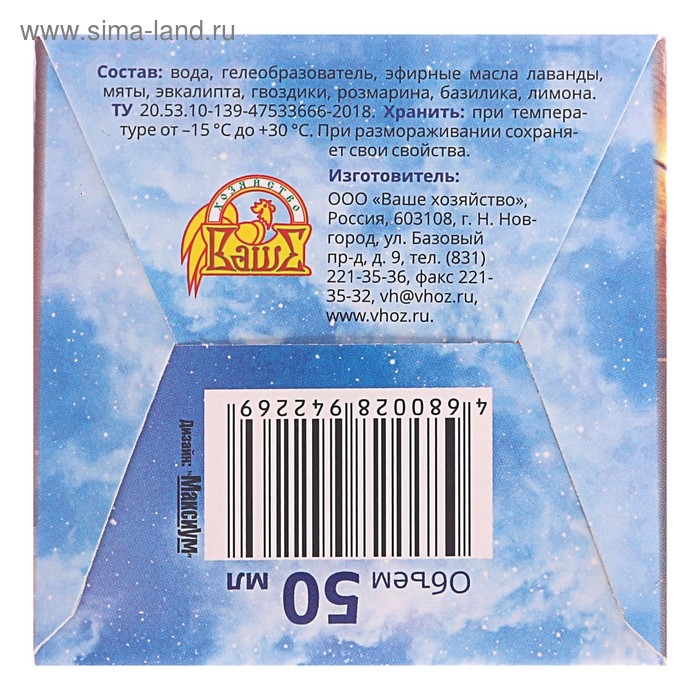 www.sima-land.ru
Состав: вода, гелеобразователь, эфирные масла лаванды,
мяты, эвкалипта, гвоздики, розмарина, базилика, лимона.
ТУ 20.53.10-139-47533666-2018. Хранить: при темпера-
туре от –15 °С до +30 °С. При размораживании сохраня-
ет свои свойства.
Изготовитель:
ООО «Ваше хозяйство»,
Россия, 603108, г. Н. Нов-
город, ул. Базовый
пр-д, д. 9, тел. (831)
221-35-36, факс 221-
35-32, vh@vhoz.ru,
www.vhoz.ru.
ХОЗЯЙСТВО
ВАШЕ
4 680028 942269
Объем 50 мл
Дизайн: "МаксиУм"